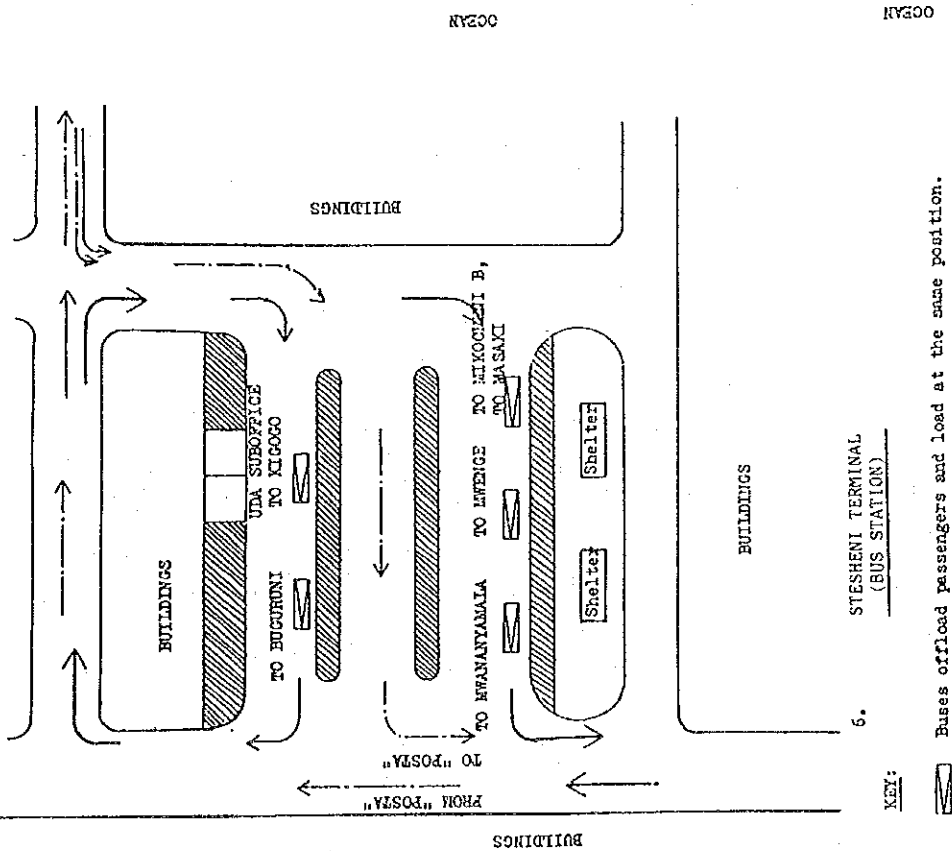 OCEAN
OCEAN
BUILDINGS
BUILDINGS
UDA SUBOFFICE
TO KIGOGO
TO BUGURUNI
TO MIKOCHENI B,
TO MASAKI
TO MWENGE
TO MWANANYAMALA
Shelter
Shelter
TO "POSTA"
FROM "POSTA"
BUILDINGS
BUILDINGS
6.
STESHENI TERMINAL
(BUS STATION)
KEY:
Buses offload passengers and load at the same position.